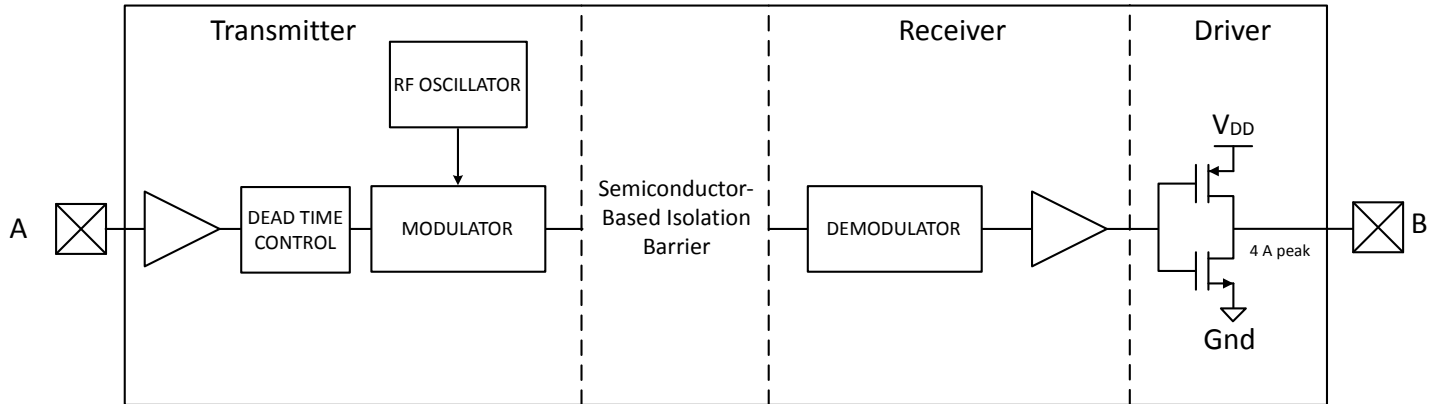 Transmitter
Receiver
Driver
RF OSCILLATOR
VDD
A
DEAD TIME
CONTROL
MODULATOR
Semiconductor-
Based Isolation
Barrier
DEMODULATOR
4 A peak
B
Gnd